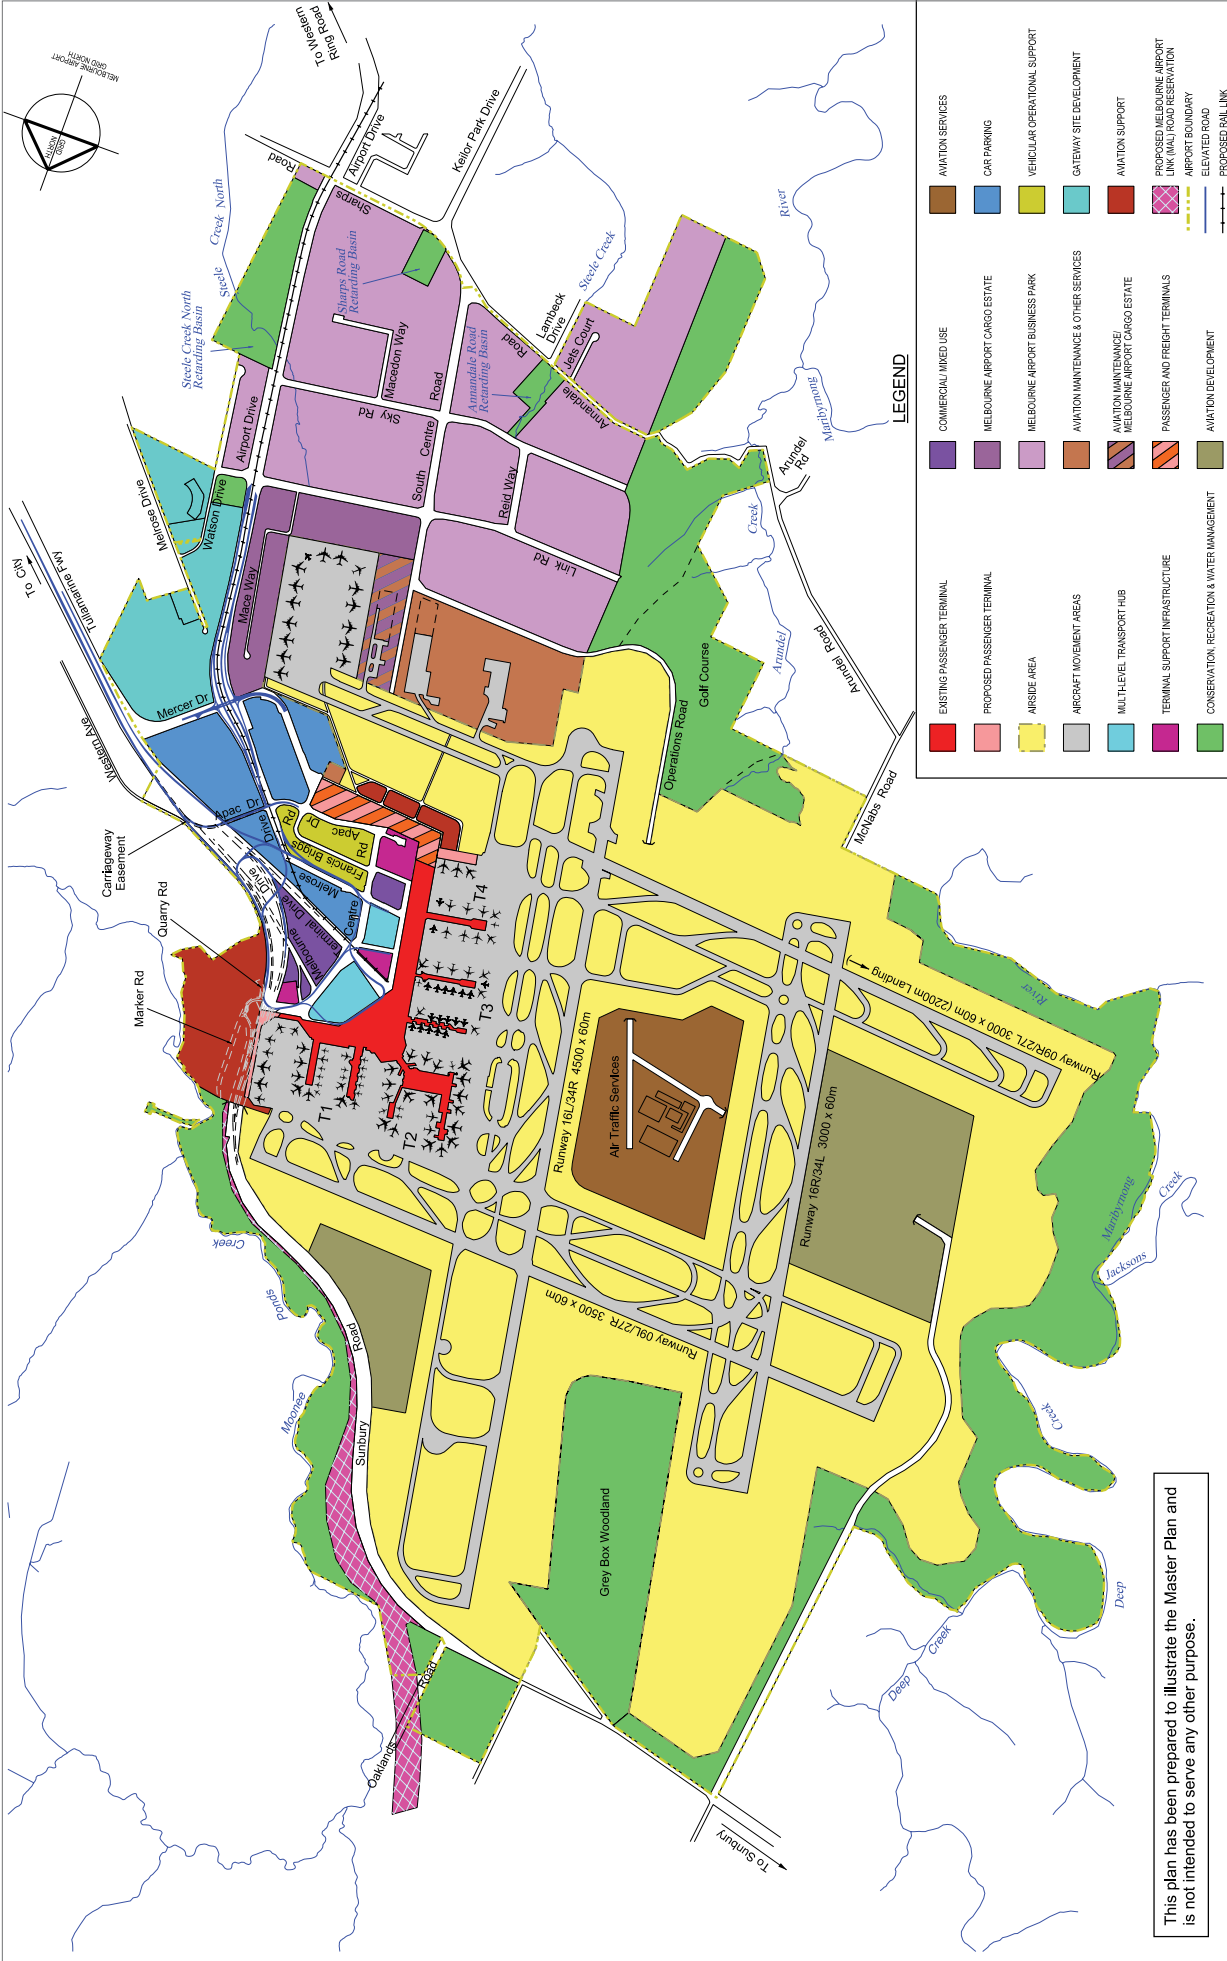 MELBOURNE AIRPORT
GRID NORTH
GRID
NORTH
To Western
Ring Road
Airport Drive
Keilor Park Drive
Road
Sharps
Steele
Creek North
Steele Creek North
Retarding Basin
Sharps Road
Retarding Basin
Annandale Road
Retarding Basin
Steele Creek
Lambeck
Drive
Jets Court
Road
Annandale
Macedon Way
Sky Rd
South
Centre
Road
Reid Way
Link Rd
Airport Drive
Melrose Drive
Watson Drive
Mace Way
To City
Tullamarine Fwy
Western Ave
Mercer Dr
Apac Dr
Carriageway
Easement
Quarry Rd
Marker Rd
Drive
Rd
Apac
Dr
Francis Briggs
Rd
Melrose
Drive
Centre
Terminal Drive
Melbourne
T4
T3
T2
T1
River
Maribyrnong
Arundel
Rd
Creek
Arundel
Arundel Road
McNabs Road
Golf Course
Operations Road
River
Runway 09R/27L 3000 x 60m (2200m Landing
)
Runway 16L/34R 4500 x 60m
Air Traffic Services
Runway 16R/34L 3000 x 60m
Runway 09L/27R 3500 x 60m
Maribyrnong
Creek
Jacksons
Creek
Deep
Creek
Deep
Creek
Ponds
Moonee
Road
Sunbury
Grey Box Woodland
Road
Oaklands
To Sunbury
LEGEND
EXISTING PASSENGER TERMINAL
PROPOSED PASSENGER TERMINAL
AIRSIDE AREA
AIRCRAFT MOVEMENT AREAS
MULTI-LEVEL TRANSPORT HUB
TERMINAL SUPPORT INFRASTRUCTURE
CONSERVATION, RECREATION & WATER MANAGEMENT
COMMERCIAL/ MIXED USE
MELBOURNE AIRPORT CARGO ESTATE
MELBOURNE AIRPORT BUSINESS PARK
AVIATION MAINTENANCE & OTHER SERVICES
AVIATION MAINTENANCE/
MELBOURNE AIRPORT CARGO ESTATE
PASSENGER AND FREIGHT TERMINALS
AVIATION DEVELOPMENT
AVIATION SERVICES
CAR PARKING
VEHICULAR OPERATIONAL SUPPORT
GATEWAY SITE DEVELOPMENT
AVIATION SUPPORT
PROPOSED MELBOURNE AIRPORT
LINK (MAL) ROAD RESERVATION
AIRPORT BOUNDARY
ELEVATED ROAD
PROPOSED RAIL LINK
This plan has been prepared to illustrate the Master Plan and
is not intended to serve any other purpose.